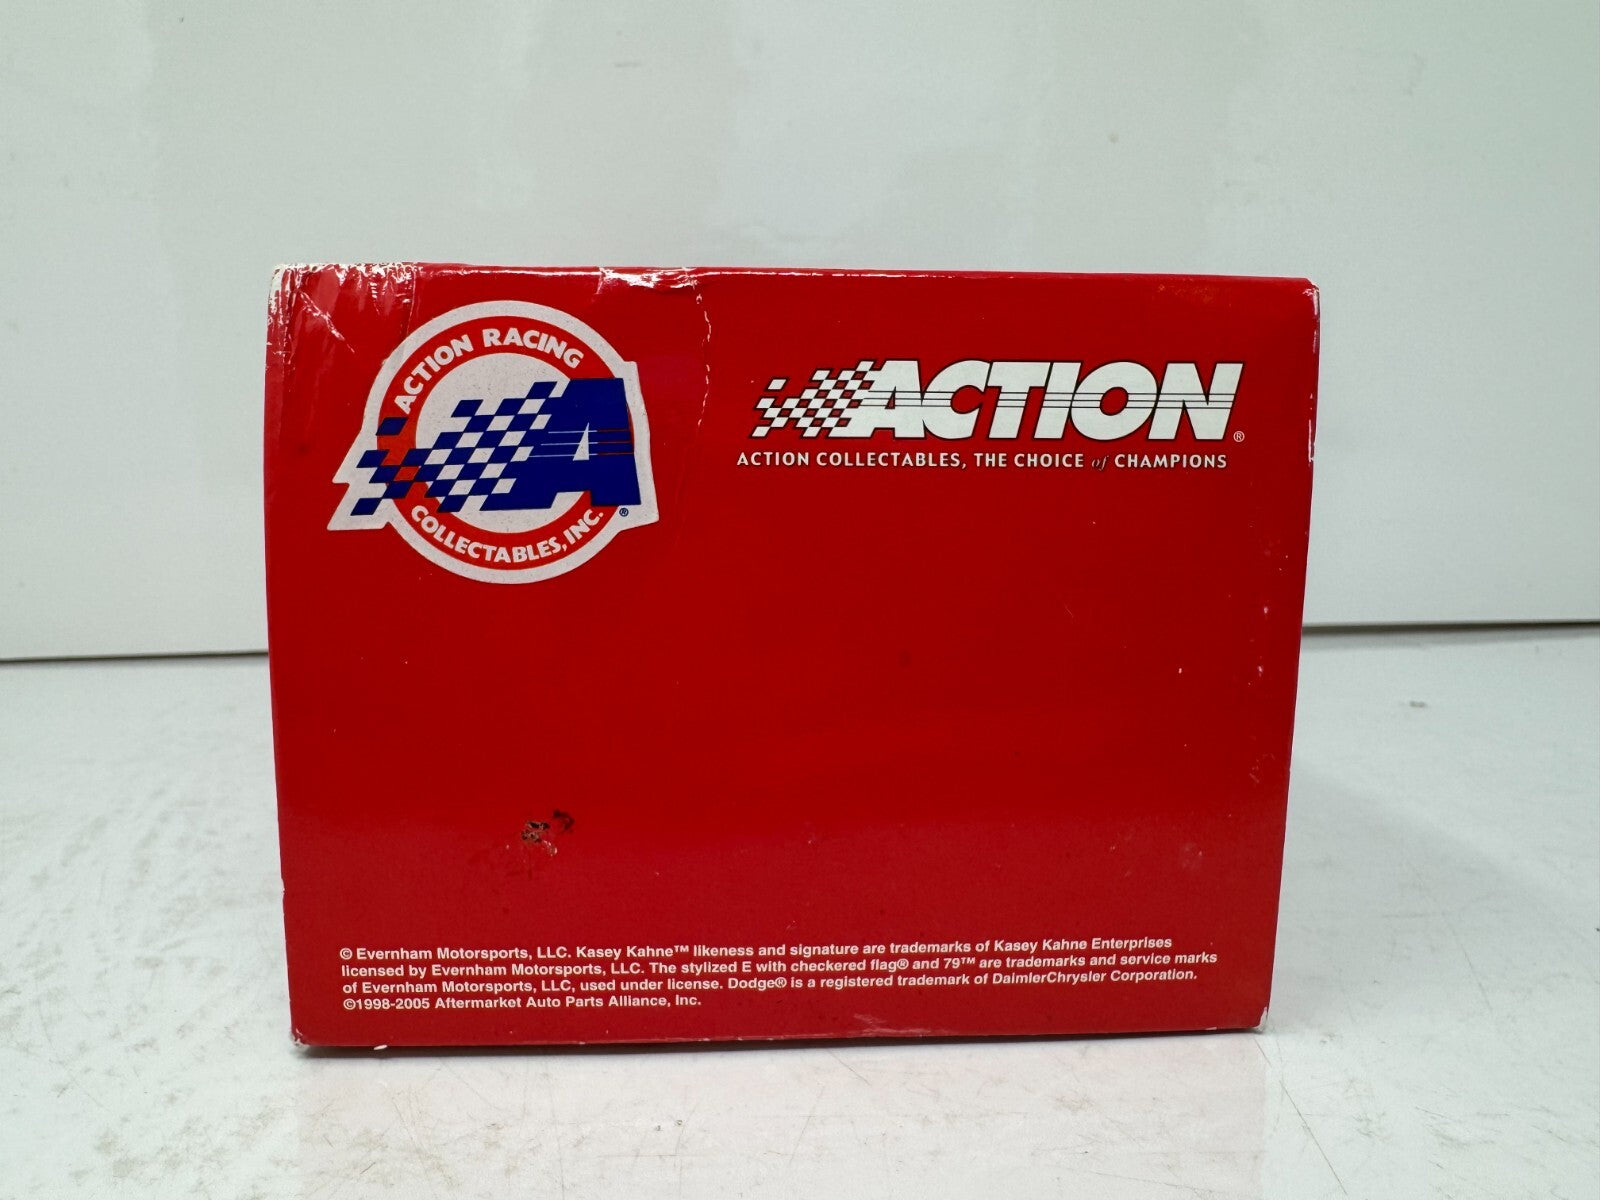 ACTION RACING
A®
COLLECTABLES, INC.
ACTION®
ACTION COLLECTABLES, THE CHOICE of CHAMPIONS
© Evernham Motorsports, LLC. Kasey Kahne™ likeness and signature are trademarks of Kasey Kahne Enterprises
licensed by Evernham Motorsports, LLC. The stylized E with checkered flag® and 79™ are trademarks and service marks
of Evernham Motorsports, LLC, used under license. Dodge® is a registered trademark of DaimlerChrysler Corporation.
©1998-2005 Aftermarket Auto Parts Alliance, Inc.